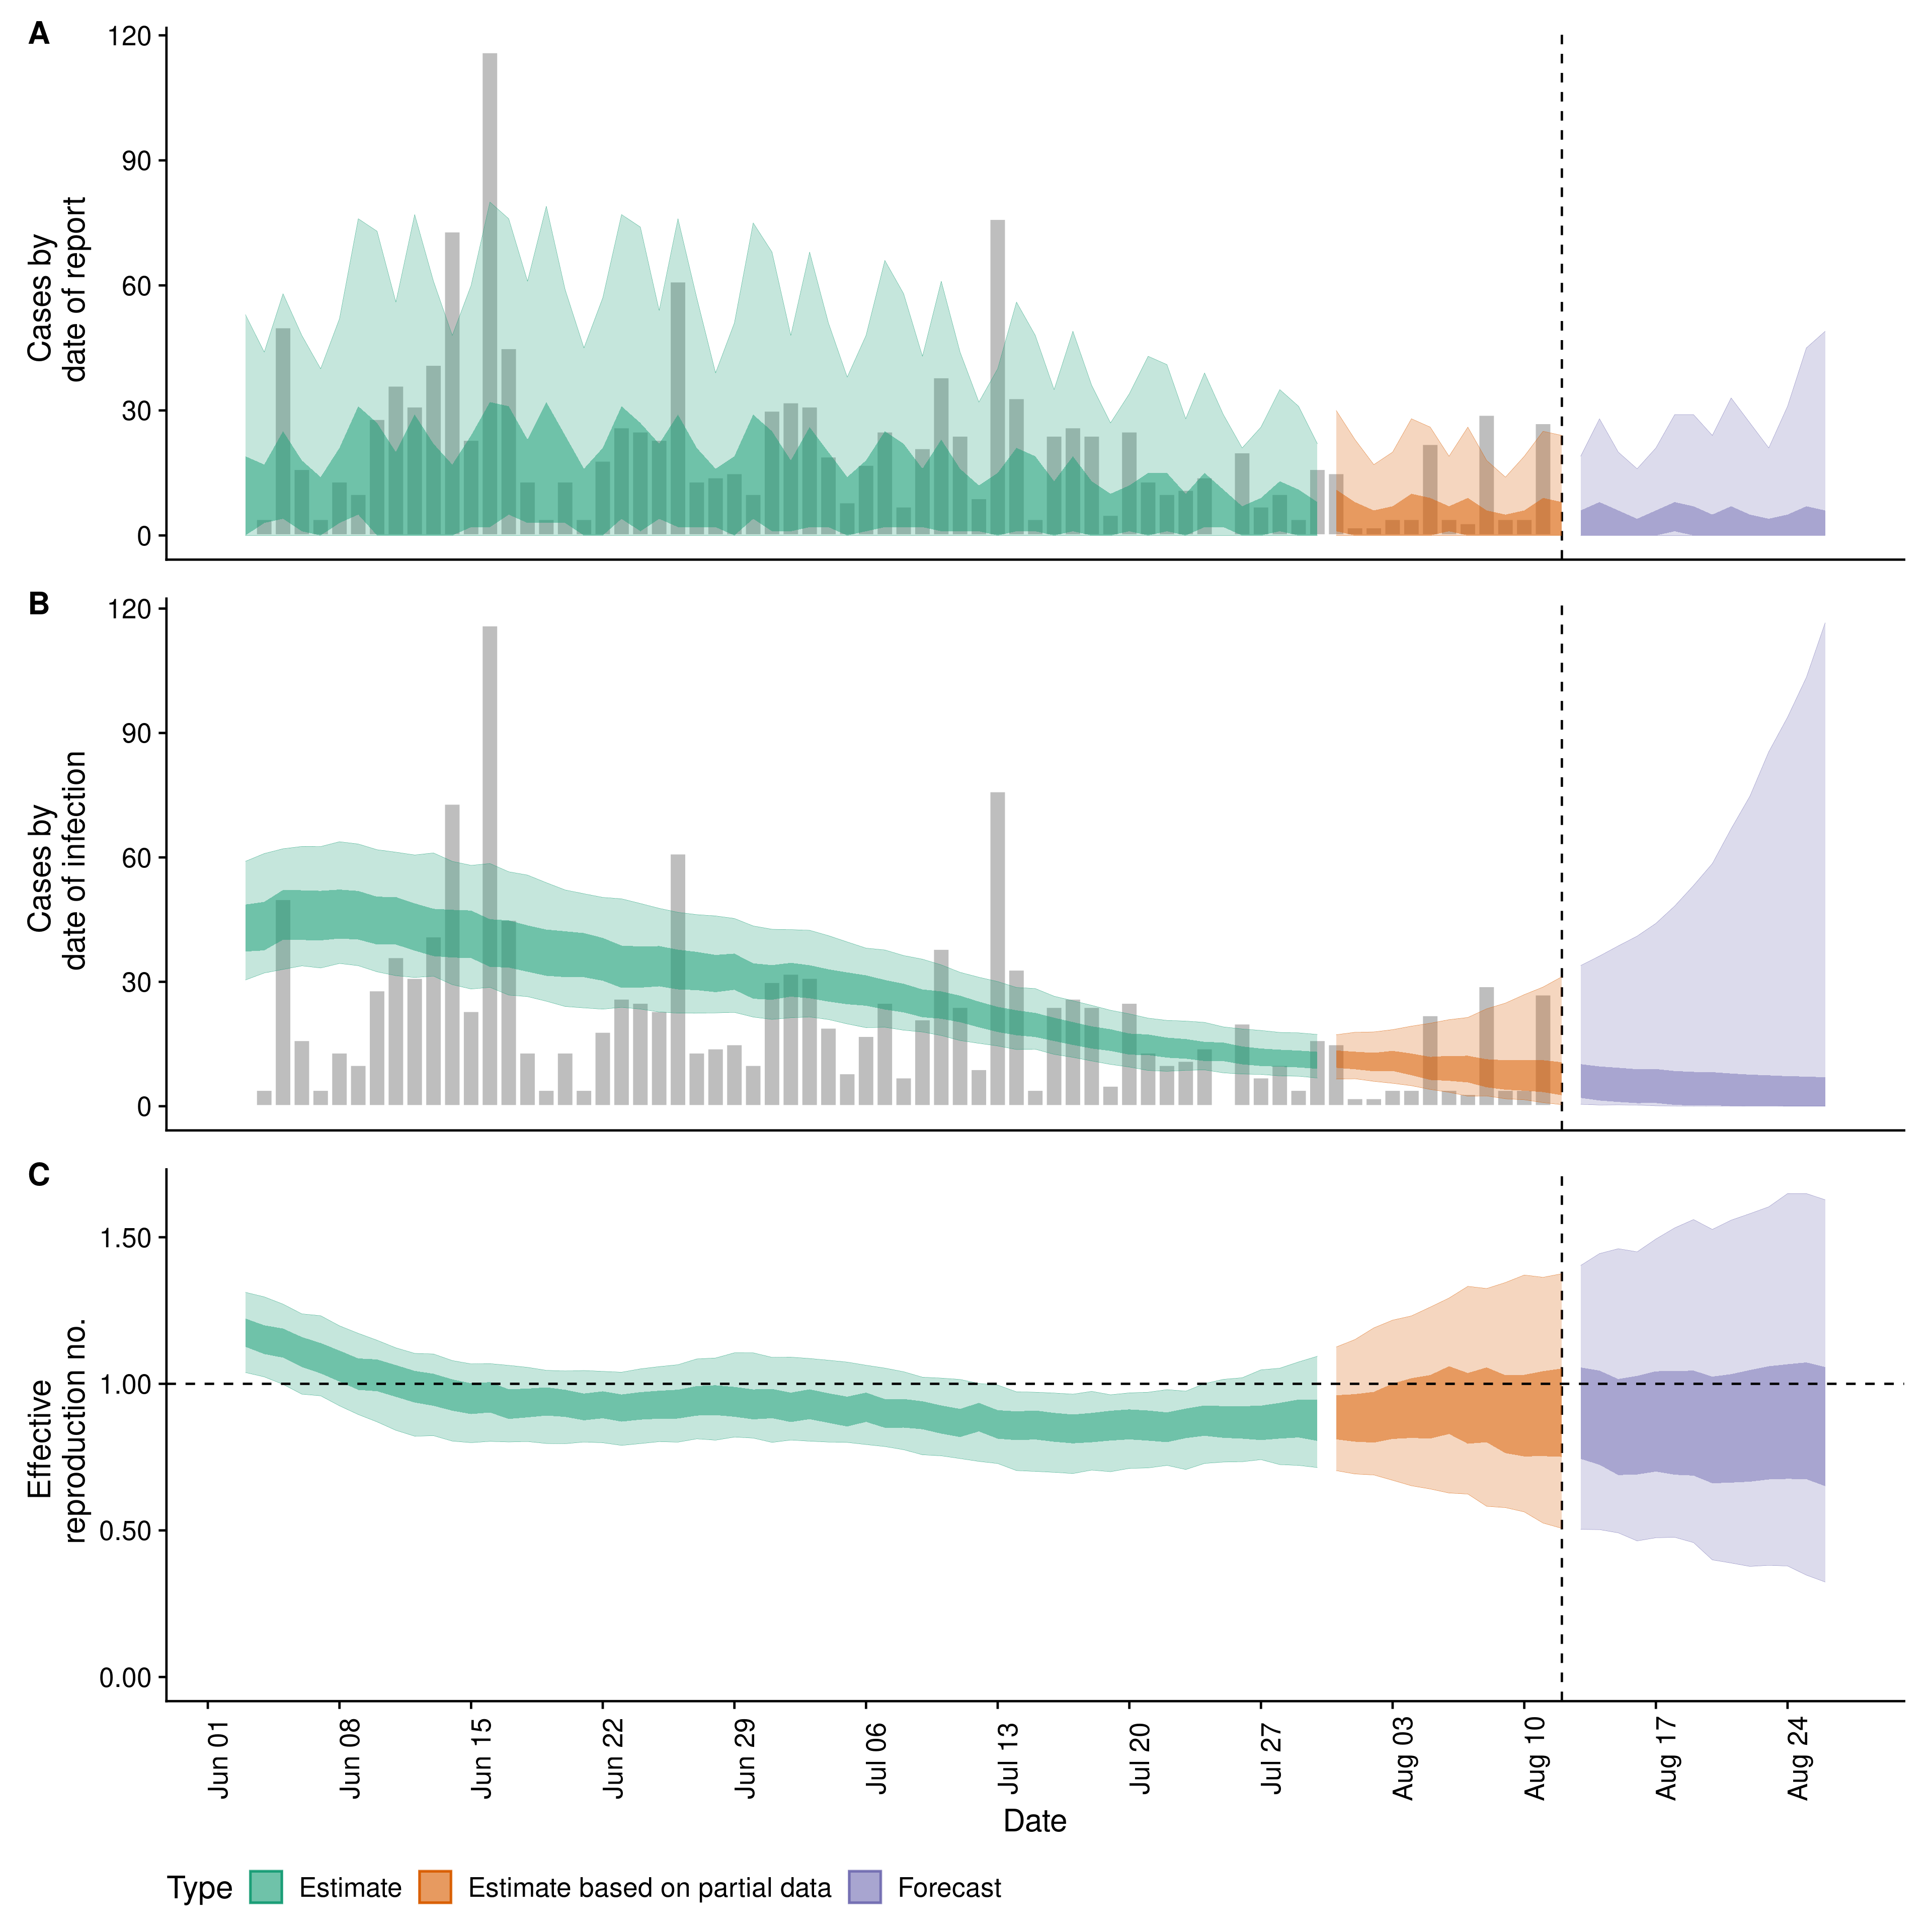 A
Cases by
date of report
120
90
60
30
0
B
Cases by
date of infection
120
90
60
30
0
C
Effective
reproduction no.
1.50
1.00
0.50
0.00
Jun 01
Jun 08
Jun 15
Jun 22
Jun 29
Jul 06
Jul 13
Jul 20
Jul 27
Aug 03
Aug 10
Aug 17
Aug 24
Date
Type Estimate Estimate based on partial data Forecast